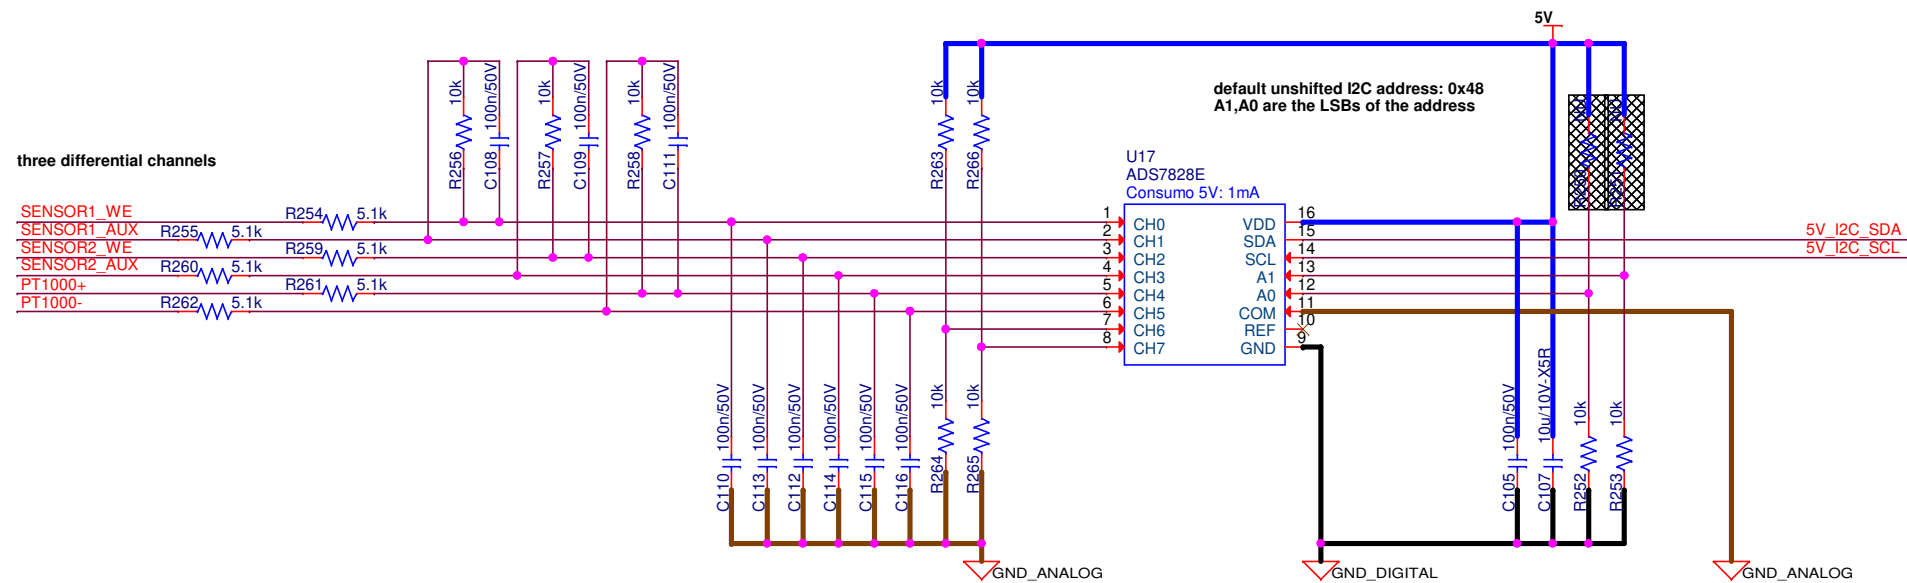 5V
default unshifted I2C address: 0x48
A1,A0 are the LSBs of the address
three differential channels
10k
R256
100n/50V
C108
10k
R257
100n/50V
C109
10k
R258
100n/50V
C111
10k
R263
10k
R266
U17
ADS7828E
Consumo 5V: 1mA
SENSOR1_WE
R254
5.1k
SENSOR1_AUX
R255
5.1k
SENSOR2_WE
R259
5.1k
SENSOR2_AUX
R260
5.1k
PT1000+
R261
5.1k
PT1000-
R262
5.1k
1
CH0
2
CH1
3
CH2
4
CH3
5
CH4
6
CH5
7
CH6
8
CH7
16
VDD
15
SDA
14
SCL
13
A1
12
A0
11
COM
10
REF
9
GND
5V_I2C_SDA
5V_I2C_SCL
100n/50V
C110
100n/50V
C113
100n/50V
C112
100n/50V
C114
100n/50V
C115
100n/50V
C116
10k
R264
10k
R265
100n/50V
C105
10u/10V-X5R
C107
10k
R252
10k
R253
GND_ANALOG
GND_DIGITAL
GND_ANALOG